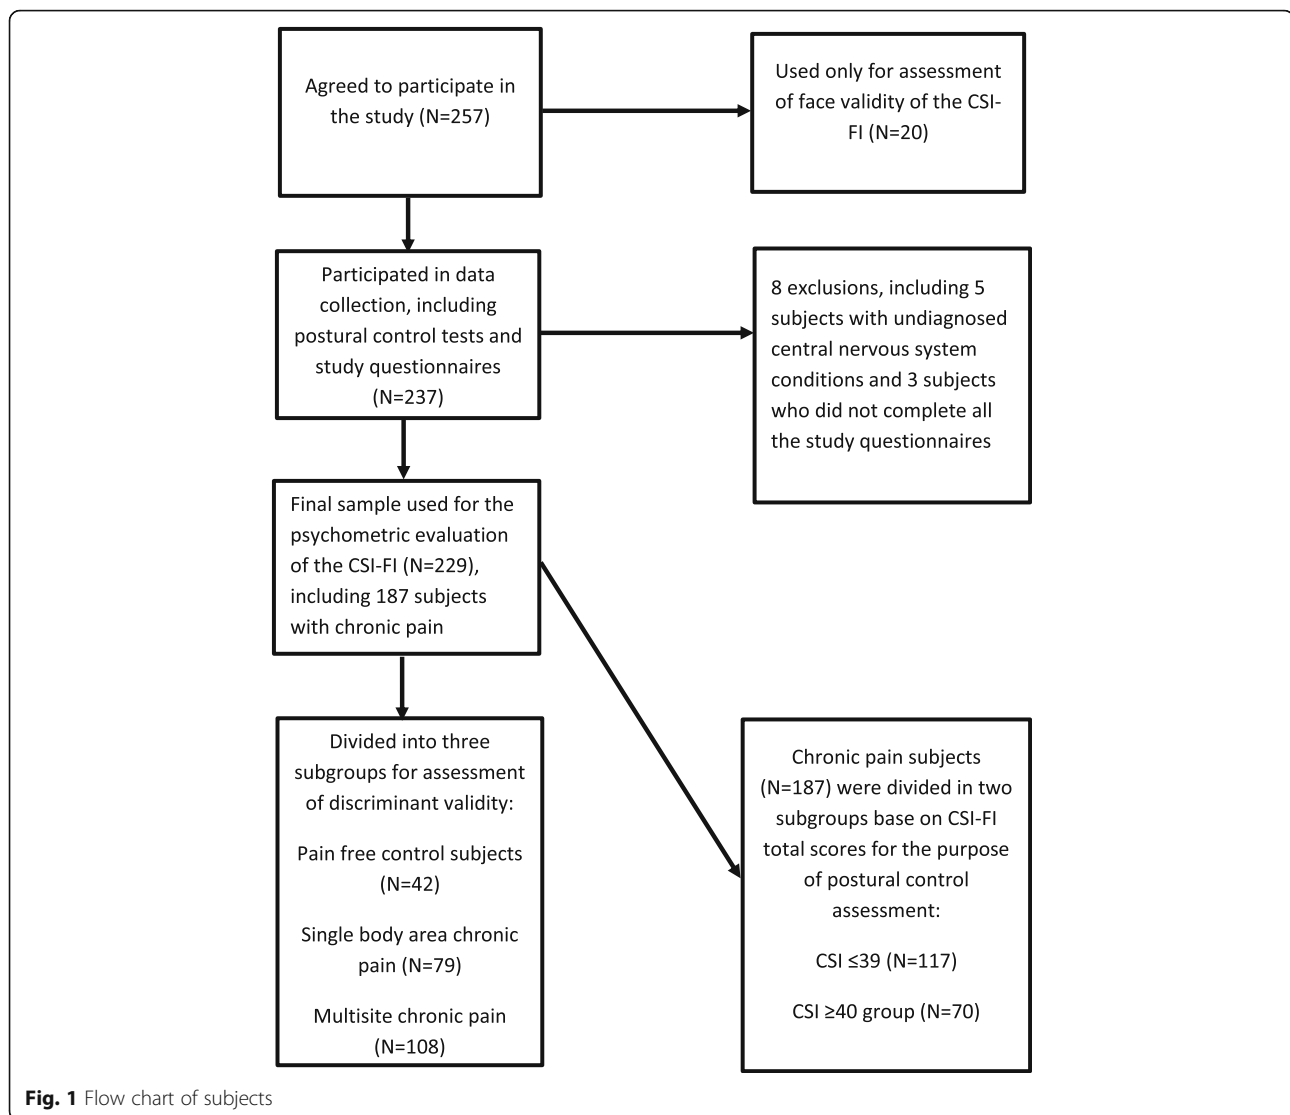 Agreed to participate in
the study (N=257)
Used only for assessment
of face validity of the CSI-
FI (N=20)
Participated in data
collection, including
postural control tests and
study questionnaires
(N=237)
8 exclusions, including 5
subjects with undiagnosed
central nervous system
conditions and 3 subjects
who did not complete all
the study questionnaires
Final sample used for the
psychometric evaluation
of the CSI-FI (N=229),
including 187 subjects
with chronic pain
Divided into three
subgroups for assessment
of discriminant validity:
Pain free control subjects
(N=42)
Single body area chronic
pain (N=79)
Multisite chronic pain
(N=108)
Chronic pain subjects
(N=187) were divided in two
subgroups base on CSI-FI
total scores for the purpose
of postural control
assessment:
CSI ≤39 (N=117)
CSI ≥40 group (N=70)
Fig. 1 Flow chart of subjects